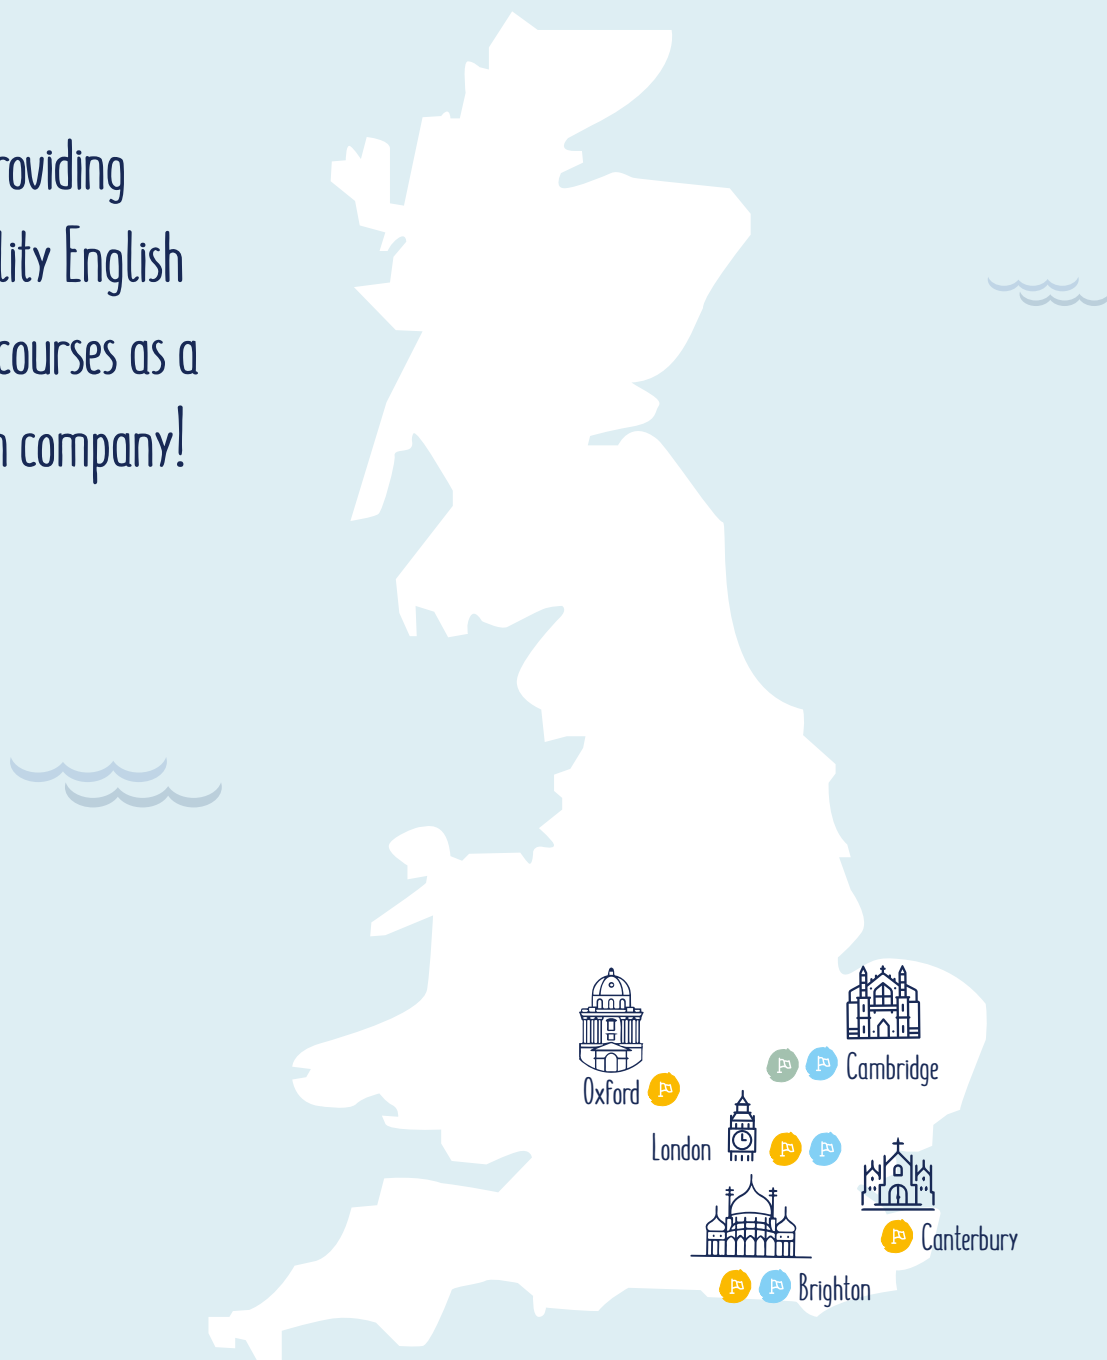 roviding
lity English
courses as a
n company!
Oxford
Cambridge
London
Canterbury
Brighton